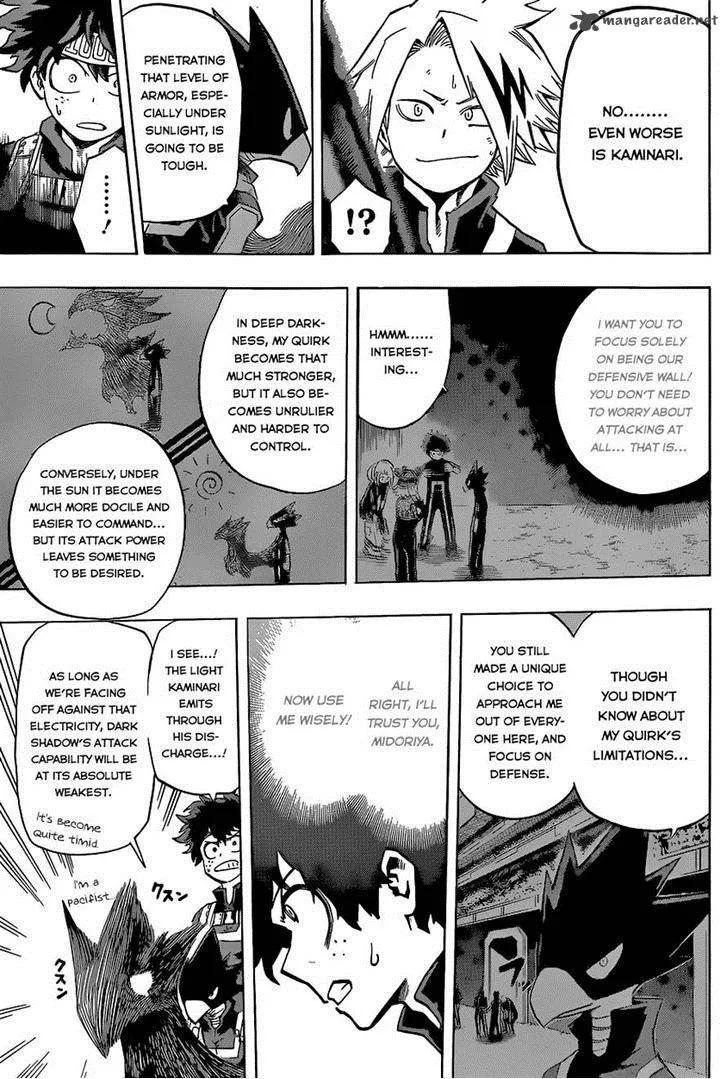 mangareader.net
NO........
EVEN WORSE
IS KAMINARI.
!?
PENETRATING
THAT LEVEL OF
ARMOR, ESPE-
CIALLY UNDER
SUNLIGHT, IS
GOING TO BE
TOUGH.
......!
I WANT YOU TO
FOCUS SOLELY
ON BEING OUR
DEFENSIVE WALL!
YOU DON'T NEED
TO WORRY ABOUT
ATTACKING AT
ALL... THAT IS...
HMMM......
INTEREST-
ING...
IN DEEP DARK-
NESS, MY QUIRK
BECOMES THAT
MUCH STRONGER,
BUT IT ALSO BE-
COMES UNRULIER
AND HARDER TO
CONTROL.
CONVERSELY, UNDER
THE SUN IT BECOMES
MUCH MORE DOCILE AND
EASIER TO COMMAND...
BUT ITS ATTACK POWER
LEAVES SOMETHING
TO BE DESIRED.
THOUGH
YOU DIDN'T
KNOW ABOUT
MY QUIRK'S
LIMITATIONS...
YOU STILL
MADE A UNIQUE
CHOICE TO
APPROACH ME
OUT OF EVERY-
ONE HERE, AND
FOCUS ON
DEFENSE.
ALL
RIGHT, I'LL
TRUST YOU,
MIDORIYA.
NOW USE
ME WISELY!
I SEE...!
THE LIGHT
KAMINARI
EMITS
THROUGH
HIS DIS-
CHARGE...!
AS LONG AS
WE'RE FACING
OFF AGAINST THAT
ELECTRICITY, DARK
SHADOW'S ATTACK
CAPABILITY WILL BE
AT ITS ABSOLUTE
WEAKEST.
It's become
quite timid.
I'm a
pacifist.
クスン
クスン